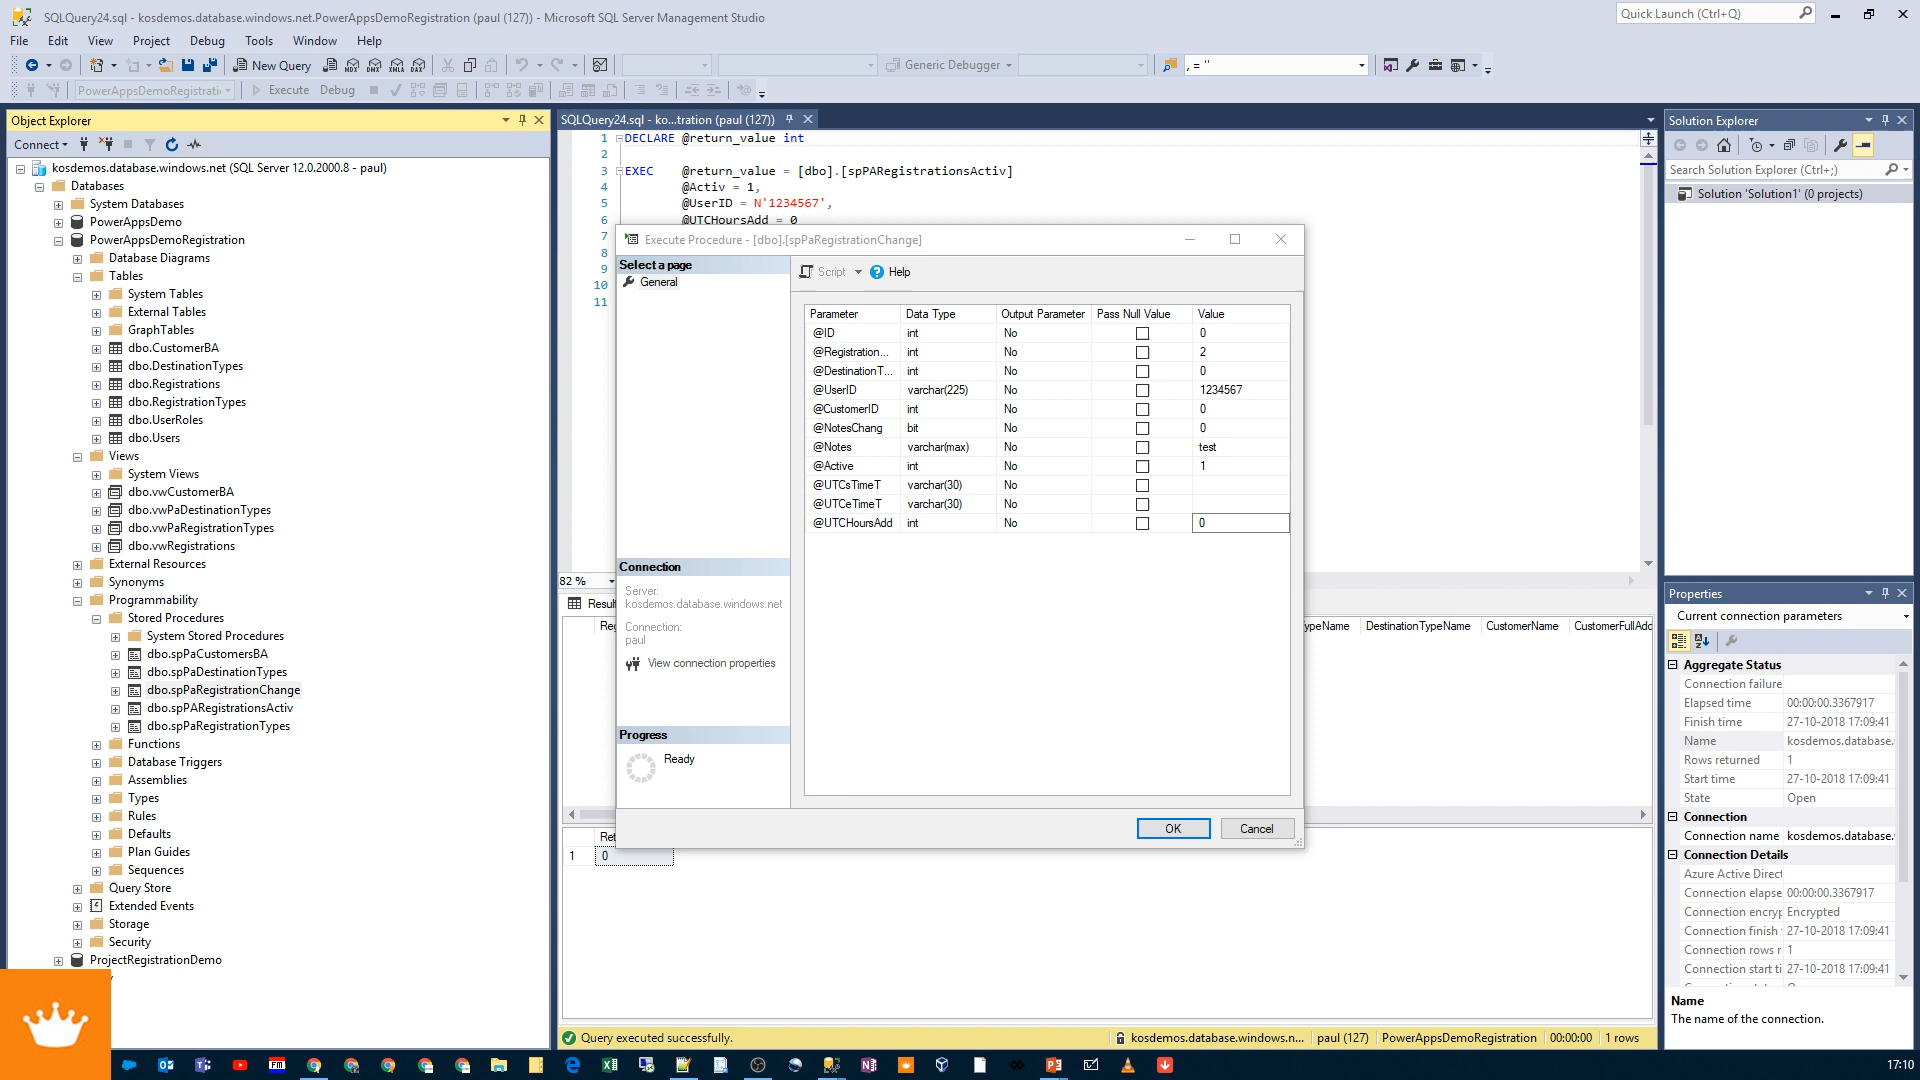 SQLQuery24.sql - kosdemos.database.windows.net.PowerAppsDemoRegistration (paul (127)) - Microsoft SQL Server Management Studio
Quick Launch (Ctrl+Q)
File Edit View Project Debug Tools Window Help
New Query
Generic Debugger
, = ''
PowerAppsDemoRegistrati
Execute Debug
Object Explorer
Connect
kosdemos.database.windows.net (SQL Server 12.0.2000.8 - paul)
Databases
System Databases
PowerAppsDemo
PowerAppsDemoRegistration
Database Diagrams
Tables
System Tables
External Tables
GraphTables
dbo.CustomerBA
dbo.DestinationTypes
dbo.Registrations
dbo.RegistrationTypes
dbo.UserRoles
dbo.Users
Views
System Views
dbo.vwCustomerBA
dbo.vwPaDestinationTypes
dbo.vwPaRegistrationTypes
dbo.vwRegistrations
External Resources
Synonyms
Programmability
Stored Procedures
System Stored Procedures
dbo.spPaCustomersBA
dbo.spPaDestinationTypes
dbo.spPaRegistrationChange
dbo.spPARegistrationsActiv
dbo.spPaRegistrationTypes
Functions
Database Triggers
Assemblies
Types
Rules
Defaults
Plan Guides
Sequences
Query Store
Extended Events
Storage
Security
ProjectRegistrationDemo
SQLQuery24.sql - ko...tration (paul (127))
1 DECLARE @return_value int
2
3 EXEC @return_value = [dbo].[spPARegistrationsActiv]
4 @Activ = 1,
5 @UserID = N'1234567',
6 @UTCHoursAdd = 0
7
8
9
10
11
82 %
Execute Procedure - [dbo].[spPaRegistrationChange]
Select a page
General
Script Help
Parameter Data Type Output Parameter Pass Null Value Value
@ID int No 0
@Registration... int No 2
@DestinationT... int No 0
@UserID varchar(225) No 1234567
@CustomerID int No 0
@NotesChang bit No 0
@Notes varchar(max) No test
@Active int No 1
@UTCsTimeT varchar(30) No
@UTCeTimeT varchar(30) No
@UTCHoursAdd int No 0
Connection
Server:
kosdemos.database.windows.net
Connection:
paul
View connection properties
Progress
Ready
OK Cancel
Result
Reg
ypeName DestinationTypeName CustomerName CustomerFullAdd
Ret
1 0
Query executed successfully.
kosdemos.database.windows.n... paul (127) PowerAppsDemoRegistration 00:00:00 1 rows
Solution Explorer
Search Solution Explorer (Ctrl+;)
Solution 'Solution1' (0 projects)
Properties
Current connection parameters
Aggregate Status
Connection failure
Elapsed time 00:00:00.3367917
Finish time 27-10-2018 17:09:41
Name kosdemos.database.
Rows returned 1
Start time 27-10-2018 17:09:41
State Open
Connection
Connection name kosdemos.database.
Connection Details
Azure Active Direct
Connection elapse 00:00:00.3367917
Connection encryp Encrypted
Connection finish 27-10-2018 17:09:41
Connection rows r 1
Connection start ti 27-10-2018 17:09:41
Name
The name of the connection.
17:10